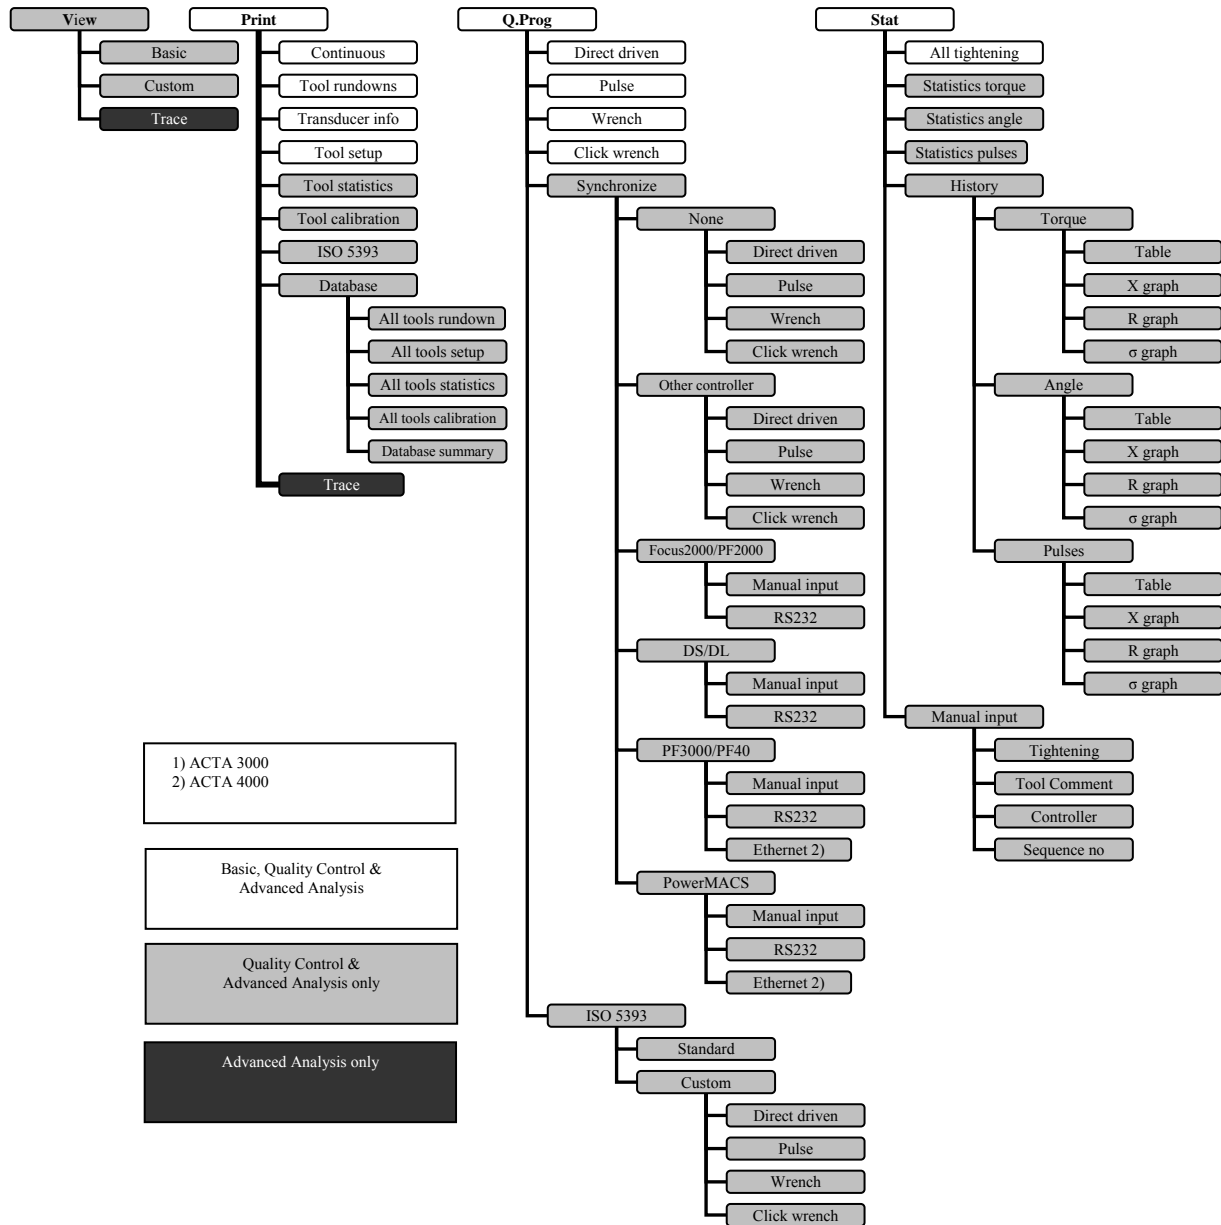 View
Basic
Custom
Trace
Print
Continuous
Tool rundowns
Transducer info
Tool setup
Tool statistics
Tool calibration
ISO 5393
Database
All tools rundown
All tools setup
All tools statistics
All tools calibration
Database summary
Trace
Q.Prog
Direct driven
Pulse
Wrench
Click wrench
Synchronize
None
Direct driven
Pulse
Wrench
Click wrench
Other controller
Direct driven
Pulse
Wrench
Click wrench
Focus2000/PF2000
Manual input
RS232
DS/DL
Manual input
RS232
PF3000/PF40
Manual input
RS232
Ethernet 2)
PowerMACS
Manual input
RS232
Ethernet 2)
ISO 5393
Standard
Custom
Direct driven
Pulse
Wrench
Click wrench
Stat
All tightening
Statistics torque
Statistics angle
Statistics pulses
History
Torque
Table
X graph
R graph
σ graph
Angle
Table
X graph
R graph
σ graph
Pulses
Table
X graph
R graph
σ graph
Manual input
Tightening
Tool Comment
Controller
Sequence no
1) ACTA 3000
2) ACTA 4000
Basic, Quality Control &
Advanced Analysis
Quality Control &
Advanced Analysis only
Advanced Analysis only